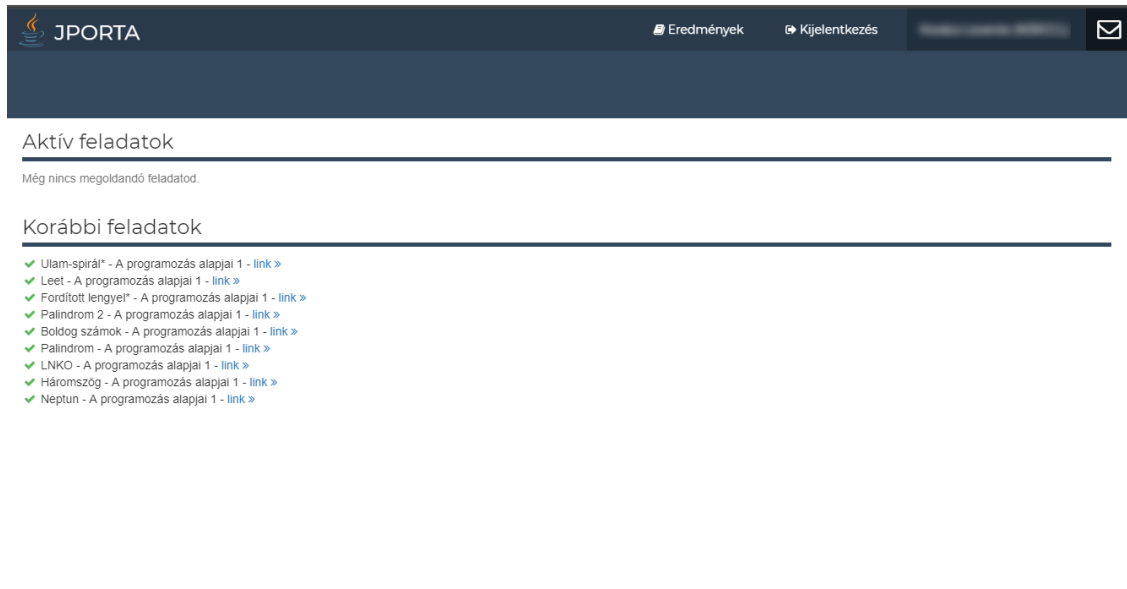 JPORTA
Eredmények
Kijelentkezés
Aktív feladatok
Még nincs megoldandó feladatod.
Korábbi feladatok
Ulam-spirál* - A programozás alapjai 1 - link »
Leet - A programozás alapjai 1 - link »
Fordított lengyel* - A programozás alapjai 1 - link »
Palindrom 2 - A programozás alapjai 1 - link »
Boldog számok - A programozás alapjai 1 - link »
Palindrom - A programozás alapjai 1 - link »
LNKO - A programozás alapjai 1 - link »
Háromszög - A programozás alapjai 1 - link »
Neptun - A programozás alapjai 1 - link »